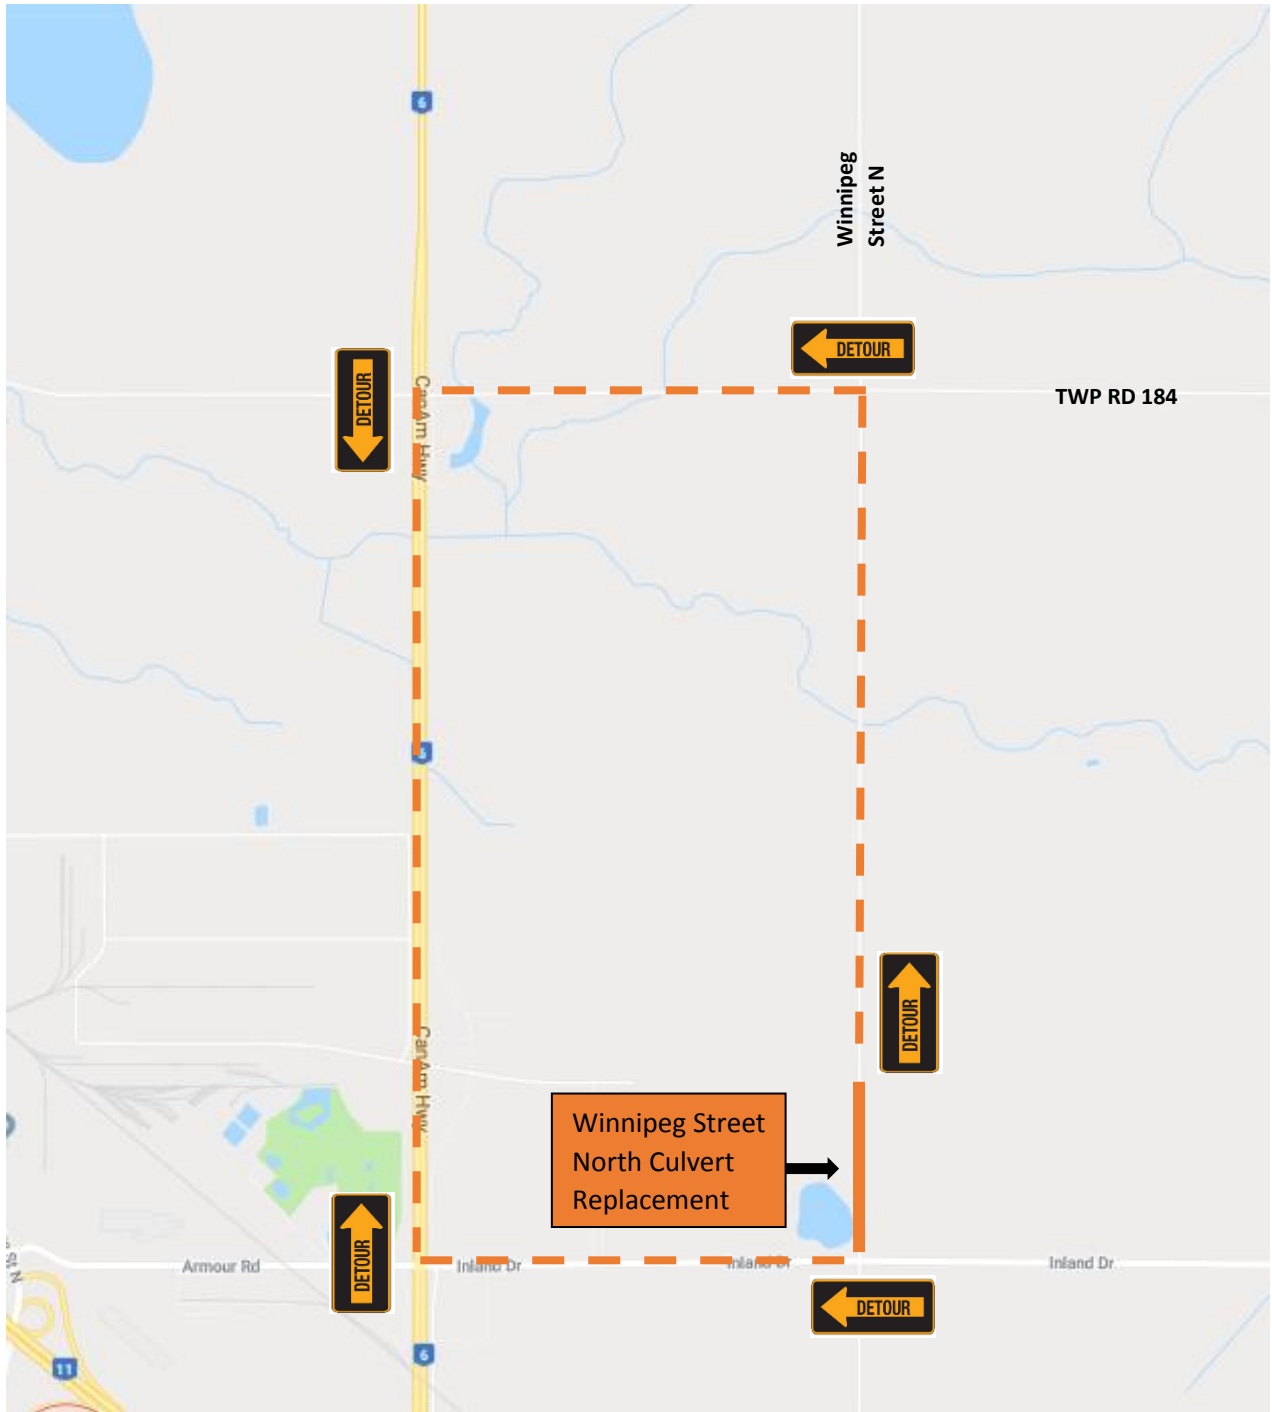 6
Winnipeg
Street N
DETOUR
DETOUR
CanAm Hwy
TWP RD 184
6
DETOUR
CanAm Hwy
Winnipeg Street
North Culvert
Replacement
DETOUR
St N
Armour Rd
Inland Dr
Inland Dr
Inland Dr
DETOUR
6
11